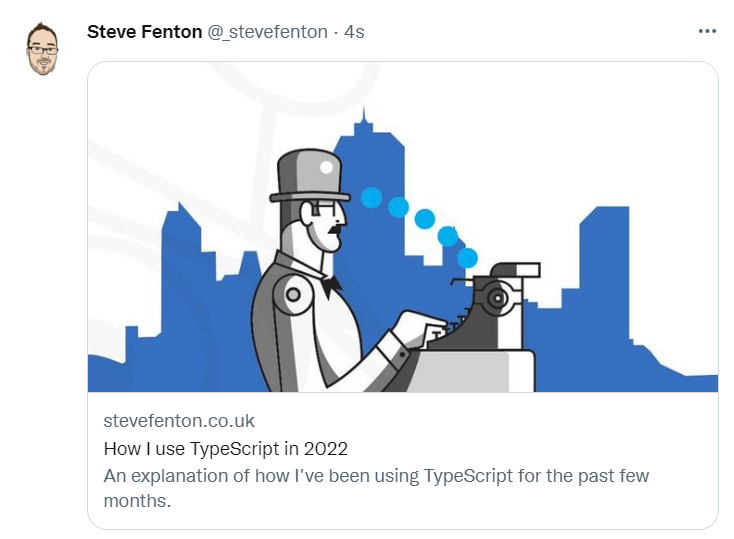 Steve Fenton @_stevefenton · 4s
stevefenton.co.uk
How I use TypeScript in 2022
An explanation of how I've been using TypeScript for the past few
months.